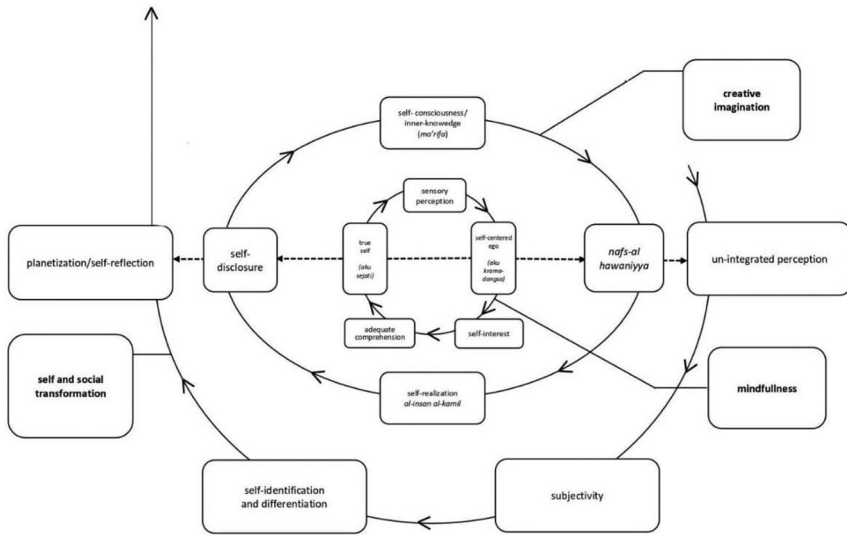 creative
imagination
self- consciousness/
inner-knowedge
(ma'rifa)
sensory
perception
planetization/self-reflection
self-
disclosure
true
self
(aku
sejati)
self-centered
ego
(aku
krama-
dangsa)
nafs-al
hawaniyya
un-integrated perception
adequate
comprehension
self-interest
self and social
transformation
self-realization
al-insan al-kamil
mindfullness
self-identification
and differentiation
subjectivity